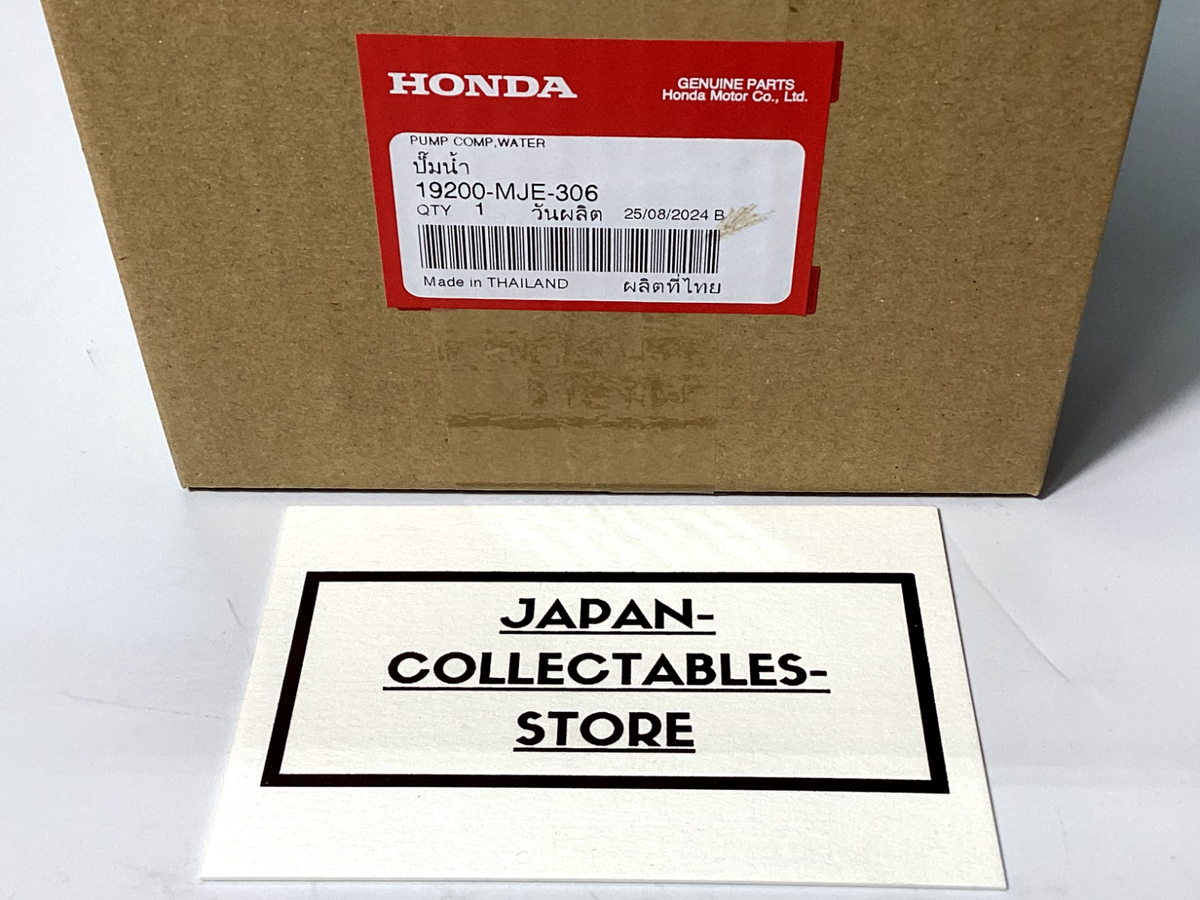 HONDA
GENUINE PARTS
Honda Motor Co., Ltd.
PUMP COMP,WATER
ปั๊มน้ำ
19200-MJE-306
QTY 1 วันผลิต 25/08/2024 B
Made in THAILAND ผลิตที่ไทย
JAPAN-
COLLECTABLES-
STORE